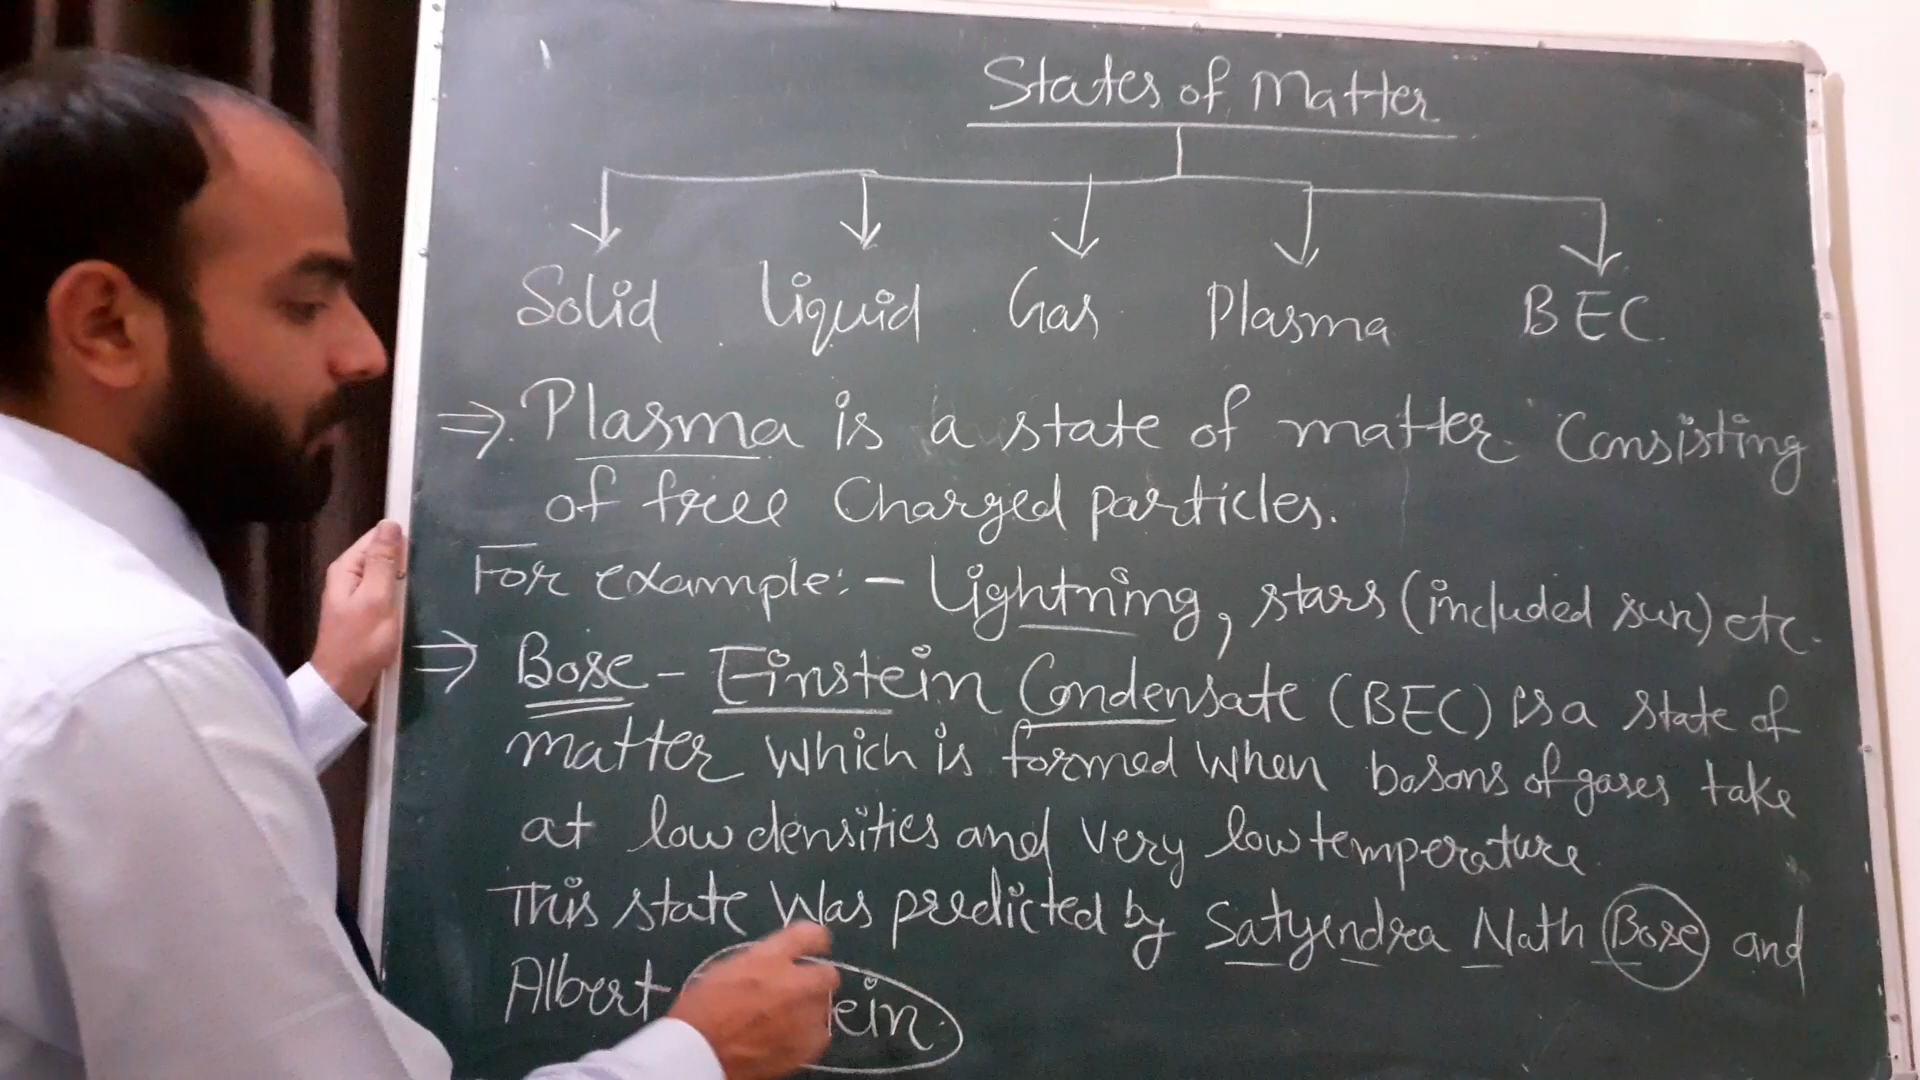 States of Matter
Solid Liquid Gas Plasma BEC
⇒ Plasma is a state of matter Consisting
of free Charged particles.
For example:- Lightning, stars (included sun) etc.
⇒ Bose-Einstein Condensate (BEC) is a state of
matter which is formed when bosons of gases take
at low densities and very low temperature
This state was predicted by Satyendra Nath Bose and
Albert ein